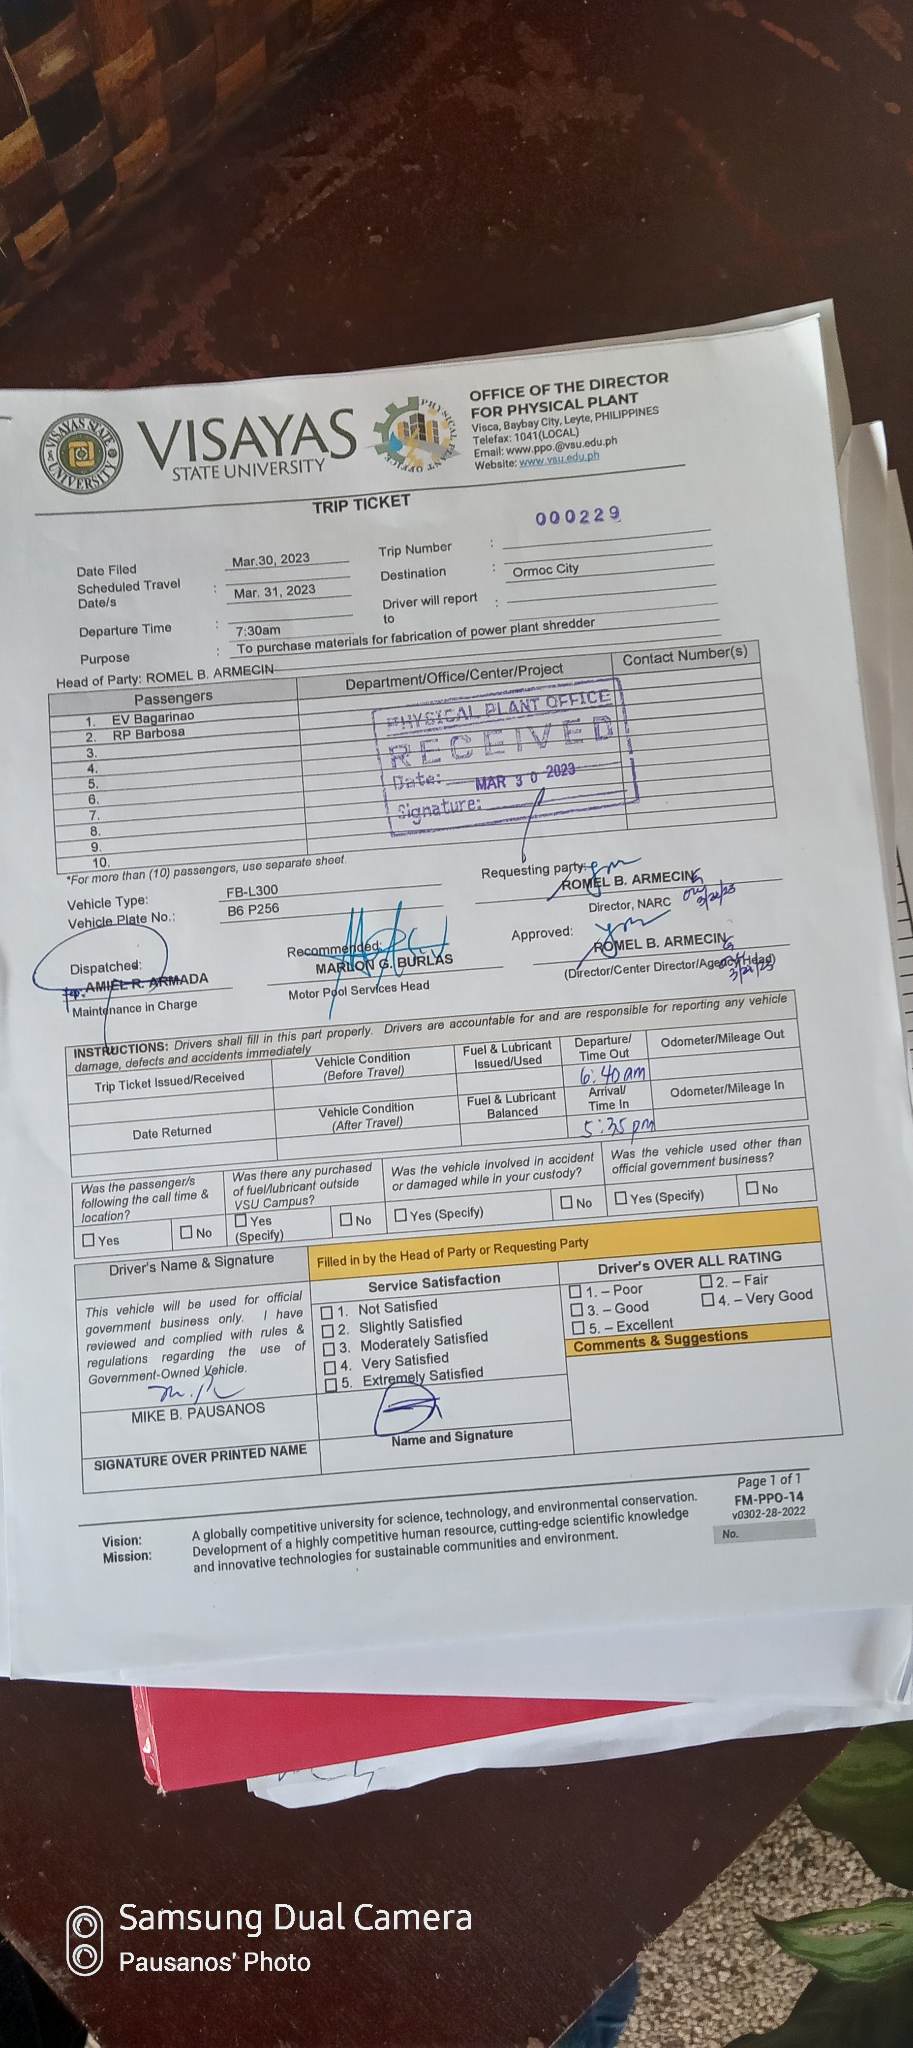 VISAYAS
STATE UNIVERSITY
VISAYAS STATE UNIVERSITY
OFFICE OF THE DIRECTOR
FOR PHYSICAL PLANT
Visca, Baybay City, Leyte, PHILIPPINES
Telefax: 1041(LOCAL)
Email: www.ppo.@vsu.edu.ph
Website: www.vsu.edu.ph
TRIP TICKET
000229
Date Filed Mar.30, 2023 Trip Number :
Scheduled Travel Date/s : Mar. 31, 2023 Destination : Ormoc City
Departure Time : 7:30am Driver will report to :
Purpose : To purchase materials for fabrication of power plant shredder
Head of Party: ROMEL B. ARMECIN
Passengers Department/Office/Center/Project Contact Number(s)
1. EV Bagarinao
2. RP Barbosa
3.
4.
5.
6.
7.
8.
9.
10.
PHYSICAL PLANT OFFICE
RECEIVED
Date: MAR 30 2023
Signature:
*For more than (10) passengers, use separate sheet.
Vehicle Type: FB-L300
Vehicle Plate No.: B6 P256
Requesting party:
ROMEL B. ARMECIN
Director, NARC
Dispatched:
AMIEL R. ARMADA
Maintenance in Charge
Recommended:
MARLON G. BURLAS
Motor Pool Services Head
Approved:
ROMEL B. ARMECIN
(Director/Center Director/Agency Head)
INSTRUCTIONS: Drivers shall fill in this part properly. Drivers are accountable for and are responsible for reporting any vehicle
damage, defects and accidents immediately
Trip Ticket Issued/Received
Vehicle Condition
(Before Travel)
Fuel & Lubricant
Issued/Used
Departure/
Time Out
Odometer/Mileage Out
6:40am
Date Returned
Vehicle Condition
(After Travel)
Fuel & Lubricant
Balanced
Arrival/
Time In
Odometer/Mileage In
5:35pm
Was the passenger/s
following the call time &
location?
Yes No
Was there any purchased
of fuel/lubricant outside
VSU Campus?
Yes (Specify) No
Was the vehicle involved in accident
or damaged while in your custody?
Yes (Specify) No
Was the vehicle used other than
official government business?
Yes (Specify) No
Driver's Name & Signature
Filled in by the Head of Party or Requesting Party
This vehicle will be used for official
government business only. I have
reviewed and complied with rules &
regulations regarding the use of
Government-Owned Vehicle.
MIKE B. PAUSANOS
SIGNATURE OVER PRINTED NAME
Service Satisfaction
1. Not Satisfied
2. Slightly Satisfied
3. Moderately Satisfied
4. Very Satisfied
5. Extremely Satisfied
Name and Signature
Driver's OVER ALL RATING
1. – Poor 2. – Fair
3. – Good 4. – Very Good
5. – Excellent
Comments & Suggestions
Vision: A globally competitive university for science, technology, and environmental conservation.
Mission: Development of a highly competitive human resource, cutting-edge scientific knowledge
and innovative technologies for sustainable communities and environment.
Page 1 of 1
FM-PPO-14
v0302-28-2022
No.
Samsung Dual Camera
Pausanos' Photo